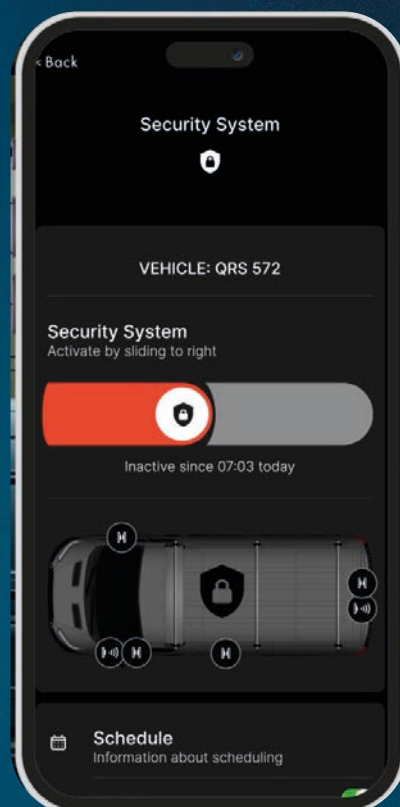 < Back
Security System
VEHICLE: QRS 572
Security System
Activate by sliding to right
Inactive since 07:03 today
Schedule
Information about scheduling